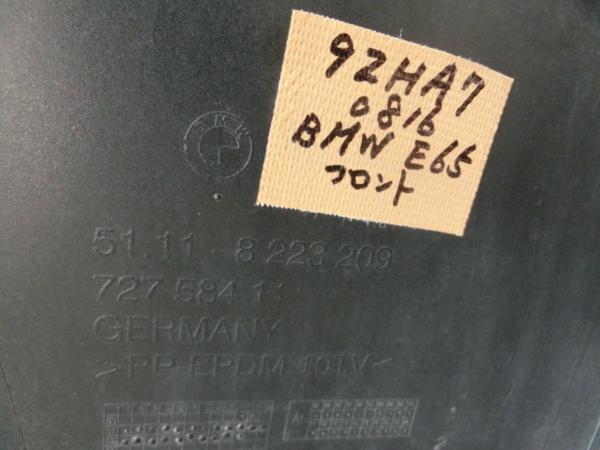 92HA7
0816
BMW E65
フロント
BMW
51.11-8 223 209
727 584 11
GERMANY
>PP-EPDM 10T.V<